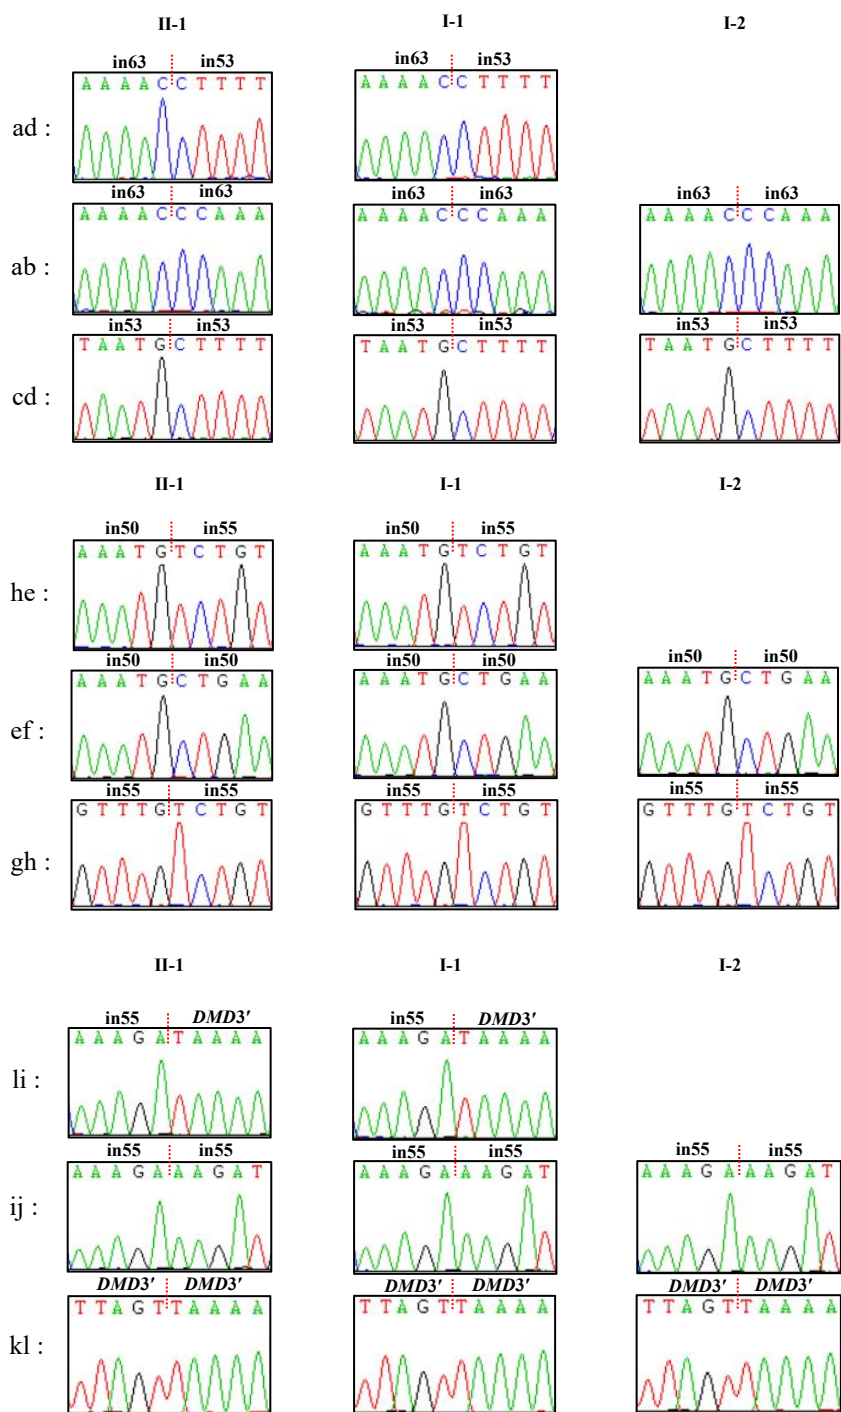 II-1 I-1 I-2
in63 in53 in63 in53
A A A A C C T T T T A A A A C C T T T T
ad :
in63 in63 in63 in63 in63 in63
A A A A C C C A A A A A A A C C C A A A A A A A C C C A A A
ab :
in53 in53 in53 in53 in53 in53
T A A T G C T T T T T A A T G C T T T T T A A T G C T T T T
cd :
II-1 I-1 I-2
in50 in55 in50 in55
A A A T G T C T G T A A A T G T C T G T
he :
in50 in50 in50 in50 in50 in50
A A A T G C T G A A A A A T G C T G A A A A A T G C T G A A
ef :
in55 in55 in55 in55 in55 in55
G T T T G T C T G T G T T T G T C T G T G T T T G T C T G T
gh :
II-1 I-1 I-2
in55 DMD3′ in55 DMD3′
A A A G A T A A A A A A A G A T A A A A
li :
in55 in55 in55 in55 in55 in55
A A A G A A A G A T A A A G A A A G A T A A A G A A A G A T
ij :
DMD3′ DMD3′ DMD3′ DMD3′ DMD3′ DMD3′
T T A G T T A A A A T T A G T T A A A A T T A G T T A A A A
kl :